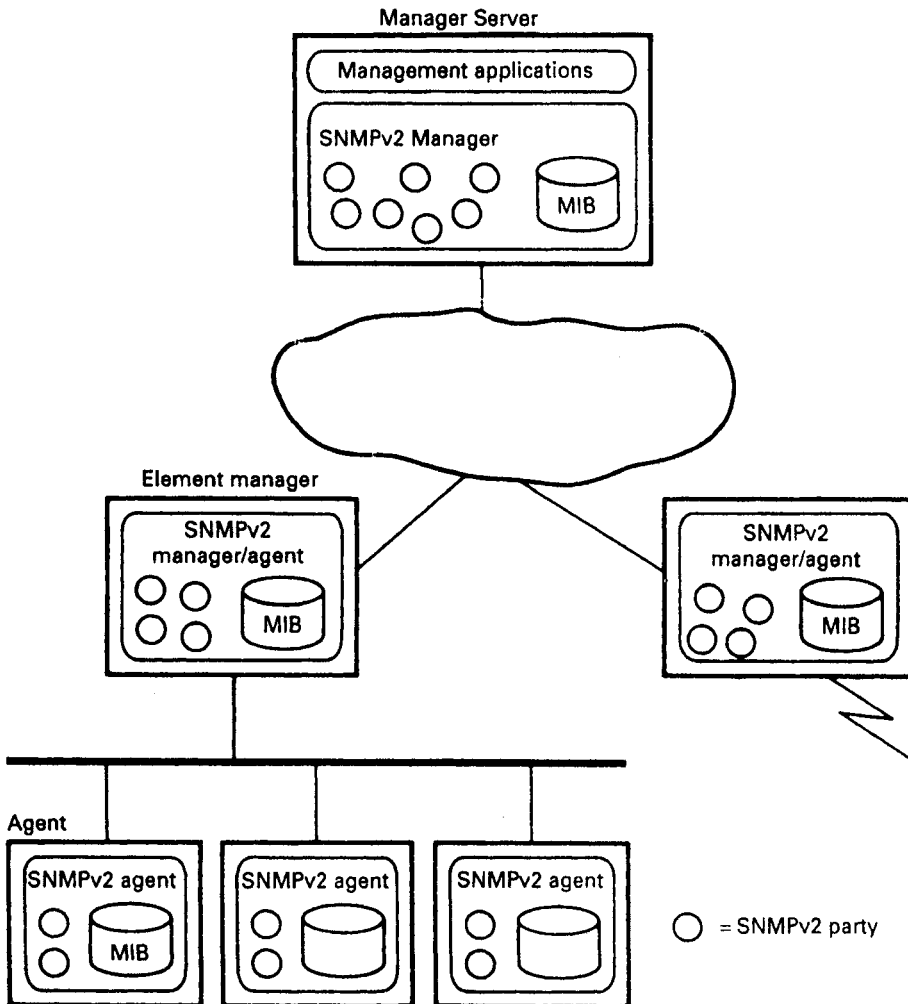 Manager Server
Management applications
SNMPv2 Manager
MIB
Element manager
SNMPv2
manager/agent
MIB
SNMPv2
manager/agent
MIB
Agent
SNMPv2 agent
MIB
SNMPv2 agent
SNMPv2 agent
= SNMPv2 party